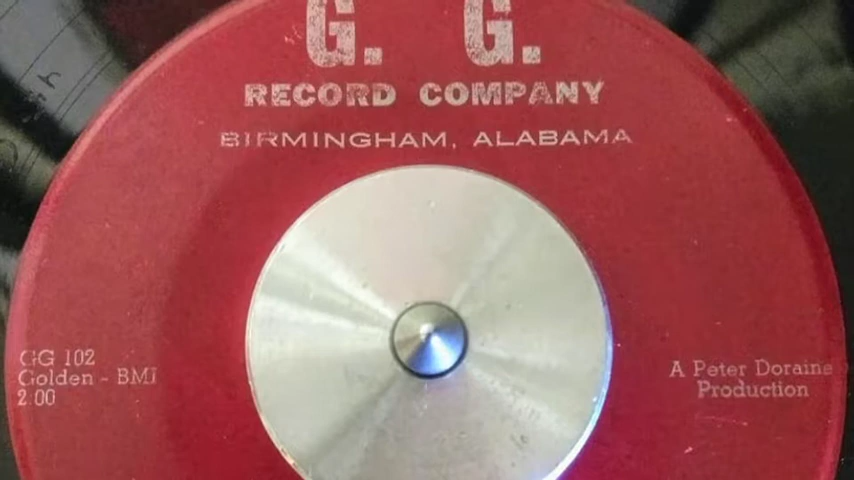 G. G.
RECORD COMPANY
BIRMINGHAM, ALABAMA
GG 102
Golden - BMI
2:00
A Peter Doraine
Production